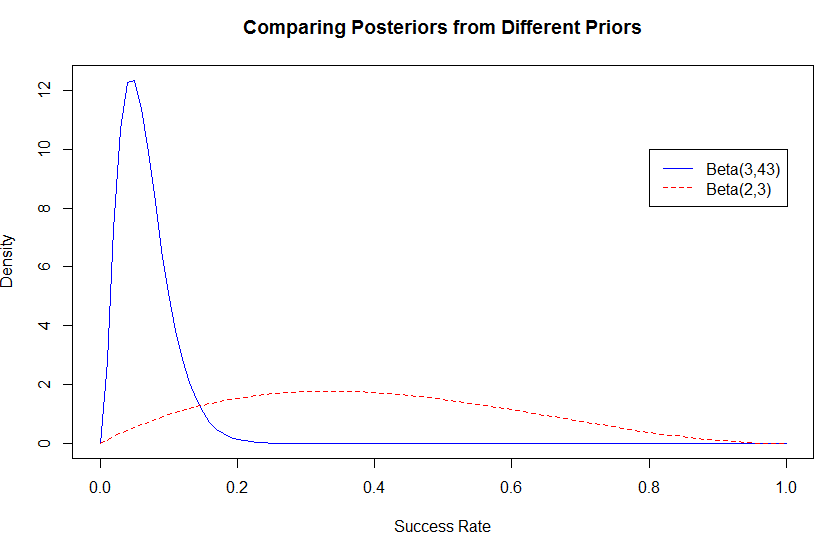 Comparing Posteriors from Different Priors
12
10
8
6
4
2
0
Density
Beta(3,43)
Beta(2,3)
0.0 0.2 0.4 0.6 0.8 1.0
Success Rate